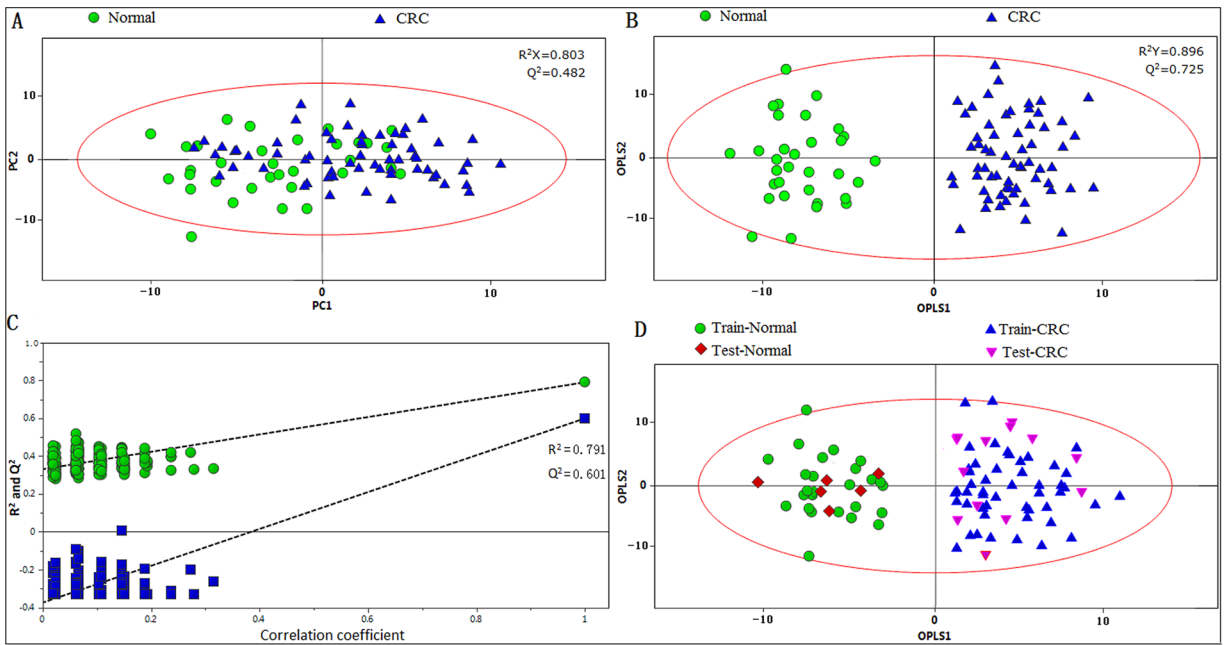 A
Normal
CRC
R²X=0.803
Q²=0.482
10
0
−10
PC2
−10
0
10
PC1
B
Normal
CRC
R²Y=0.896
Q²=0.725
10
0
−10
OPLS2
−10
0
10
OPLS1
C
1.0
0.8
0.6
0.4
0.2
0
-0.2
-0.4
R² and Q²
R²=0.791
Q²=0.601
0
0.2
0.4
0.6
0.8
1
Correlation coefficient
D
Train-Normal
Train-CRC
Test-Normal
Test-CRC
10
0
−10
OPLS2
−10
0
10
OPLS1